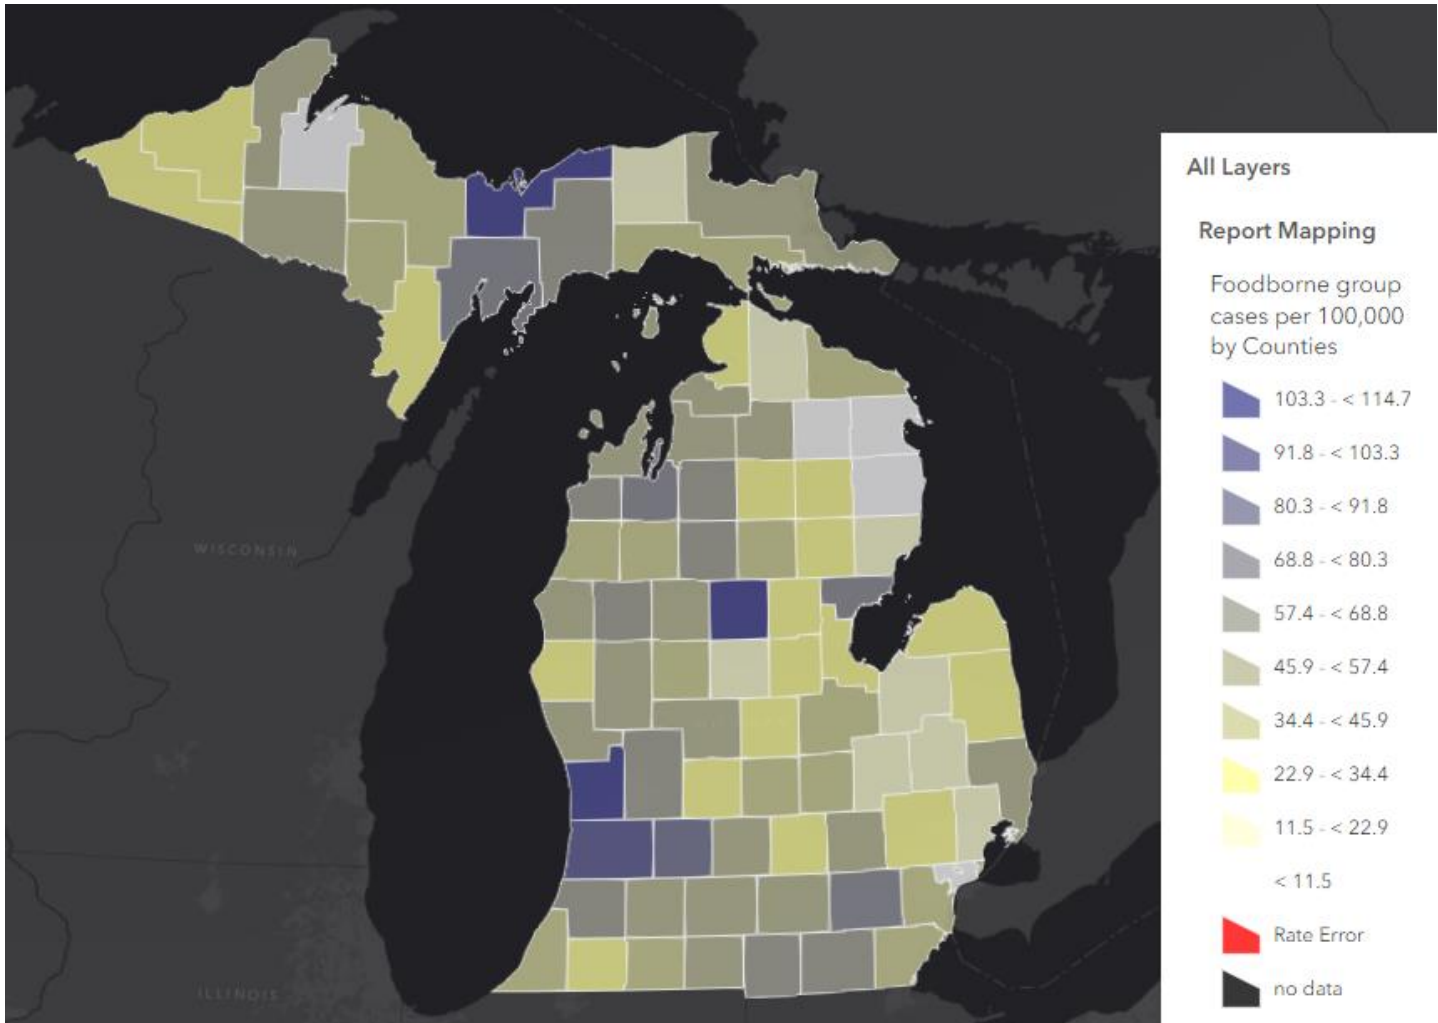 All Layers
Report Mapping
Foodborne group
cases per 100,000
by Counties
103.3 - < 114.7
91.8 - < 103.3
80.3 - < 91.8
68.8 - < 80.3
57.4 - < 68.8
45.9 - < 57.4
34.4 - < 45.9
22.9 - < 34.4
11.5 - < 22.9
< 11.5
Rate Error
no data
WISCONSIN
ILLINOIS